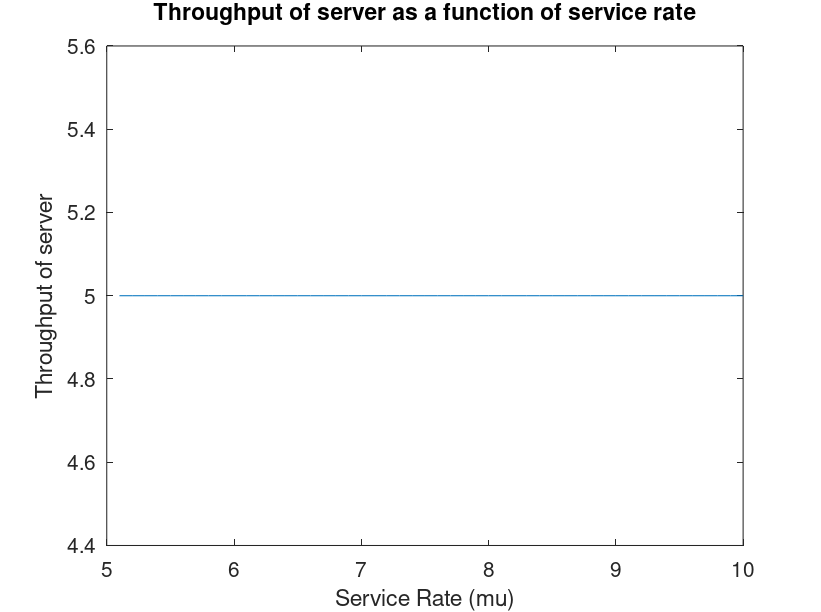 Throughput of server as a function of service rate
5.6
5.4
5.2
5
4.8
4.6
4.4
Throughput of server
5 6 7 8 9 10
Service Rate (mu)